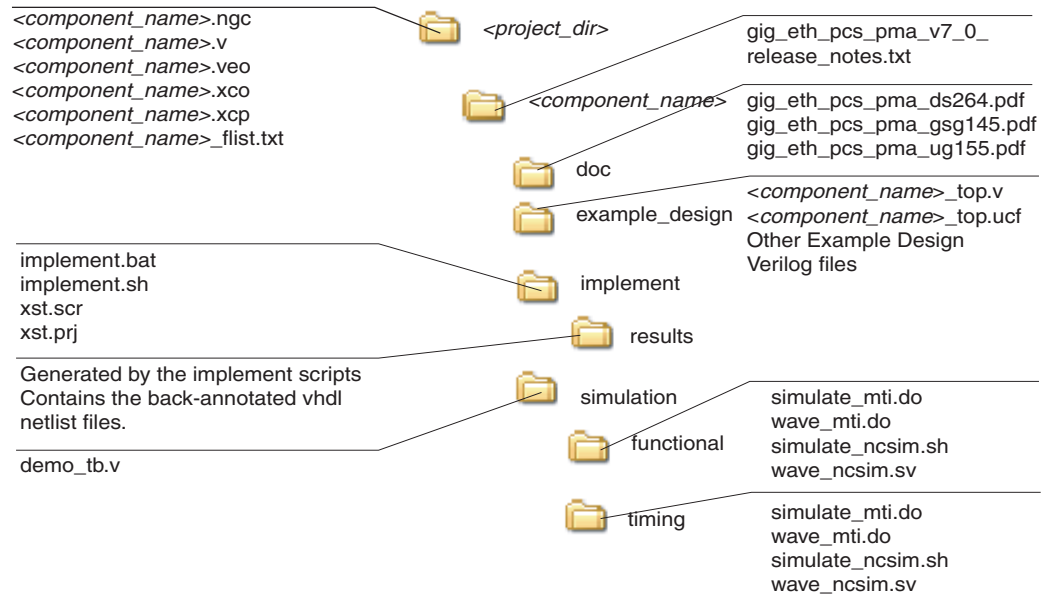 <component_name>.ngc
<component_name>.v
<component_name>.veo
<component_name>.xco
<component_name>.xcp
<component_name>_flist.txt
<project_dir>
gig_eth_pcs_pma_v7_0_
release_notes.txt
<component_name>
gig_eth_pcs_pma_ds264.pdf
gig_eth_pcs_pma_gsg145.pdf
gig_eth_pcs_pma_ug155.pdf
doc
example_design
<component_name>_top.v
<component_name>_top.ucf
Other Example Design
Verilog files
implement.bat
implement.sh
xst.scr
xst.prj
implement
results
Generated by the implement scripts
Contains the back-annotated vhdl
netlist files.
simulation
demo_tb.v
functional
simulate_mti.do
wave_mti.do
simulate_ncsim.sh
wave_ncsim.sv
timing
simulate_mti.do
wave_mti.do
simulate_ncsim.sh
wave_ncsim.sv